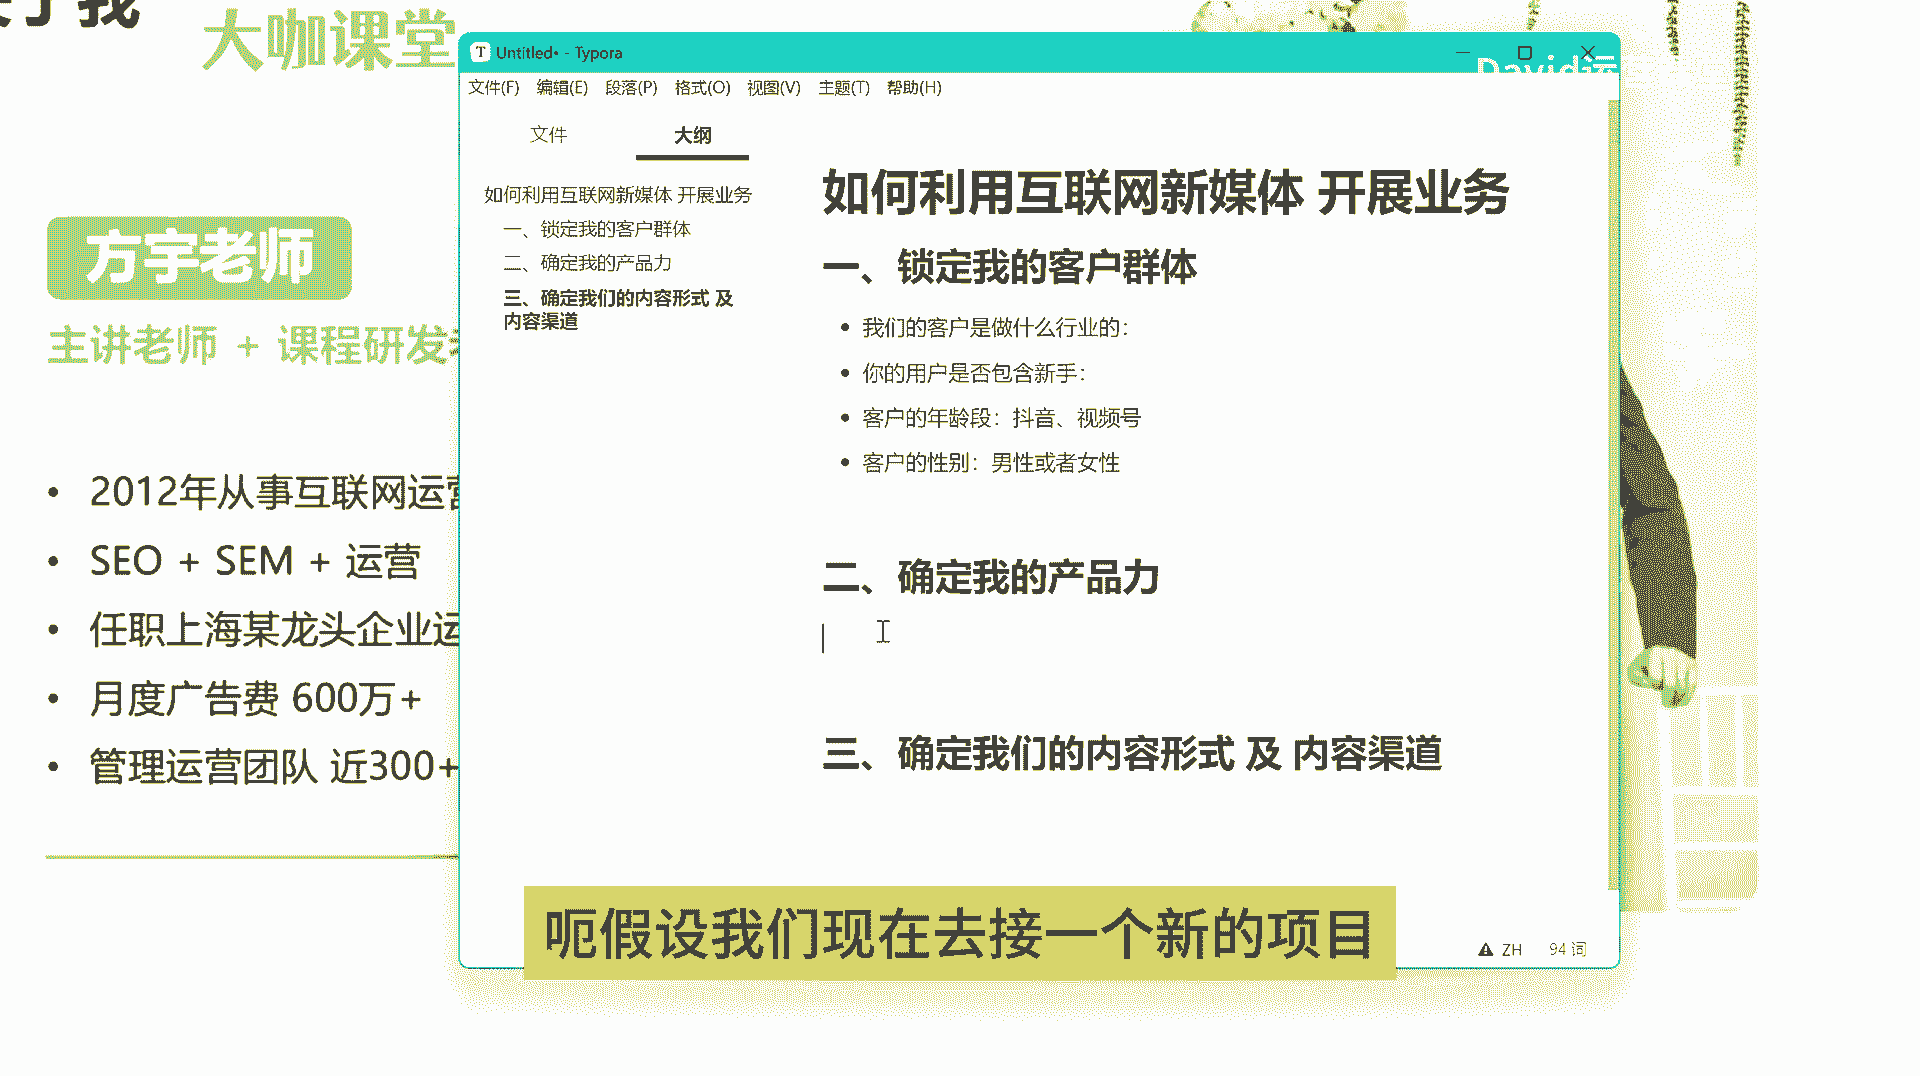 我
大咖课堂
方宇老师
主讲老师 + 课程研发
2012年从事互联网运营
SEO + SEM + 运营
任职上海某龙头企业运
月度广告费 600万+
管理运营团队 近300+
Untitled• - Typora
David运
文件(F) 编辑(E) 段落(P) 格式(O) 视图(V) 主题(T) 帮助(H)
文件 大纲
如何利用互联网新媒体 开展业务
一、锁定我的客户群体
二、确定我的产品力
三、确定我们的内容形式 及
内容渠道
如何利用互联网新媒体 开展业务
一、锁定我的客户群体
我们的客户是做什么行业的：
你的用户是否包含新手：
客户的年龄段：抖音、视频号
客户的性别：男性或者女性
二、确定我的产品力
三、确定我们的内容形式 及 内容渠道
ZH 94 词
呃假设我们现在去接一个新的项目